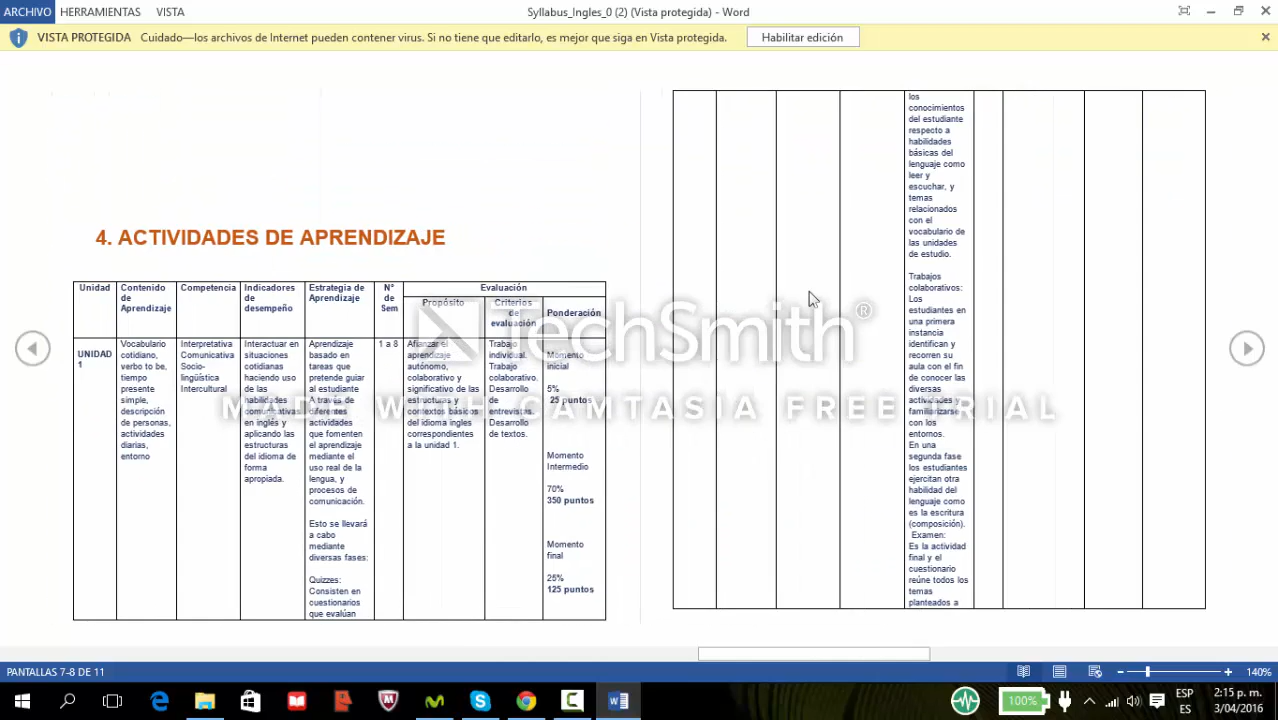 ARCHIVO HERRAMIENTAS VISTA
Syllabus_Ingles_0 (2) (Vista protegida) - Word
VISTA PROTEGIDA Cuidado—los archivos de Internet pueden contener virus. Si no tiene que editarlo, es mejor que siga en Vista protegida.
Habilitar edición
4. ACTIVIDADES DE APRENDIZAJE
Unidad
Contenido
de
Aprendizaje
Competencia
Indicadores
de
desempeño
Estrategia de
Aprendizaje
N°
de
Sem
Evaluación
Propósito
Criterios
de
evaluación
Ponderación
UNIDAD
1
Vocabulario
cotidiano,
verbo to be,
tiempo
presente
simple,
descripción
de personas,
actividades
diarias,
entorno
Interpretativa
Comunicativa
Socio-
lingüística
Intercultural
Interactuar en
situaciones
cotidianas
haciendo uso
de las
habilidades
comunicativas
en inglés y
aplicando las
estructuras
del idioma de
forma
apropiada.
Aprendizaje
basado en
tareas que
pretende guiar
al estudiante
A través de
diferentes
actividades
que fomenten
el aprendizaje
mediante el
uso real de la
lengua, y
procesos de
comunicación.
Esto se llevará
a cabo
mediante
diversas fases:
Quizzes:
Consisten en
cuestionarios
que evalúan
1 a 8
Afianzar el
aprendizaje
autónomo,
colaborativo y
significativo de las
estructuras y
contextos básicos
del idioma ingles
correspondientes
a la unidad 1.
Trabajo
individual.
Trabajo
colaborativo.
Desarrollo
de
entrevistas.
Desarrollo
de textos.
Momento
inicial
5%
25 puntos
Momento
Intermedio
70%
350 puntos
Momento
final
25%
125 puntos
los
conocimientos
del estudiante
respecto a
habilidades
básicas del
lenguaje como
leer y
escuchar, y
temas
relacionados
con el
vocabulario de
las unidades
de estudio.
Trabajos
colaborativos:
Los
estudiantes en
una primera
instancia
identifican y
recorren su
aula con el fin
de conocer las
diversas
actividades y
familiarizarse
con los
entornos.
En una
segunda fase
los estudiantes
ejercitan otra
habilidad del
lenguaje como
es la escritura
(composición).
Examen:
Es la actividad
final y el
cuestionario
reúne todos los
temas
planteados a
TechSmith®
MADE WITH CAMTASIA FREE TRIAL
PANTALLAS 7-8 DE 11
140%
100%
ESP
ES
2:15 p. m.
3/04/2016